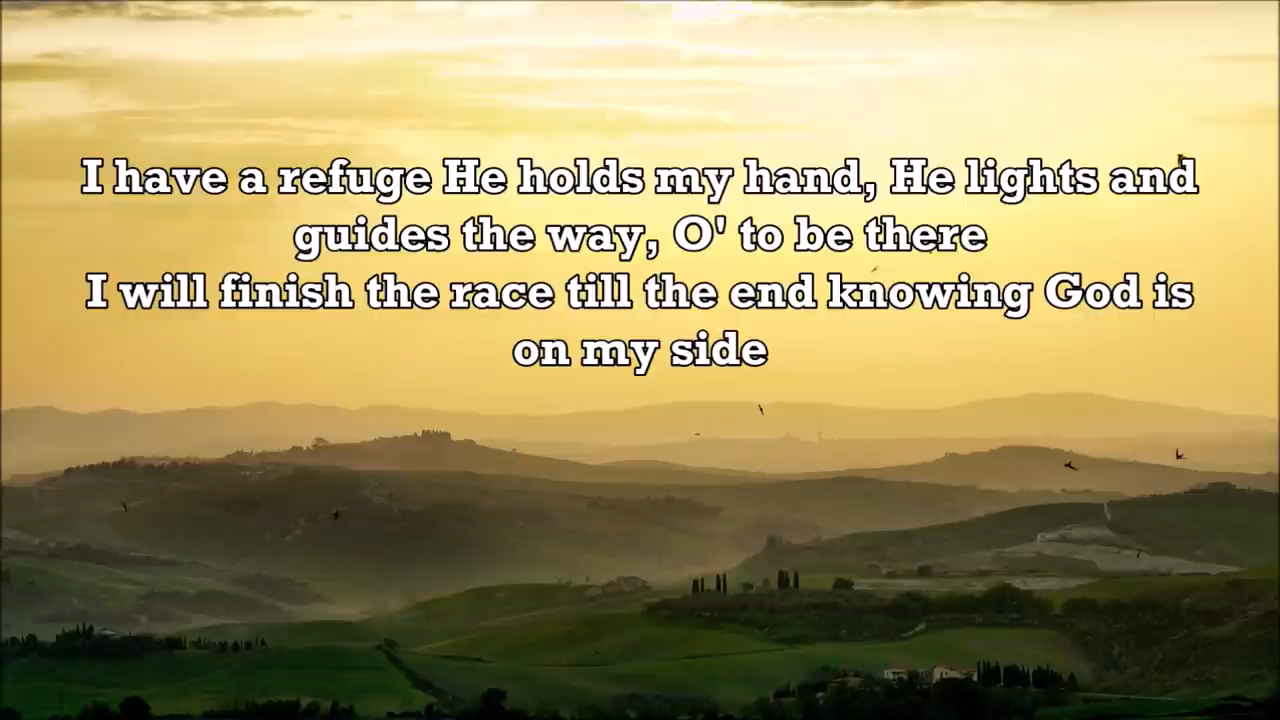 I have a refuge He holds my hand, He lights and
guides the way, O' to be there
I will finish the race till the end knowing God is
on my side